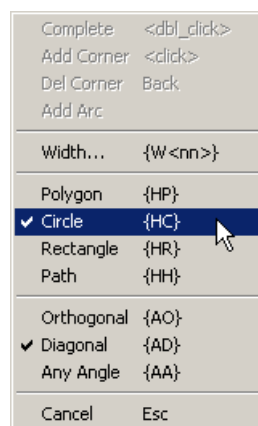 Complete <dbl_click>
Add Corner <click>
Del Corner Back
Add Arc
Width... {W<nn>}
Polygon {HP}
Circle {HC}
Rectangle {HR}
Path {HH}
Orthogonal {AO}
Diagonal {AD}
Any Angle {AA}
Cancel Esc